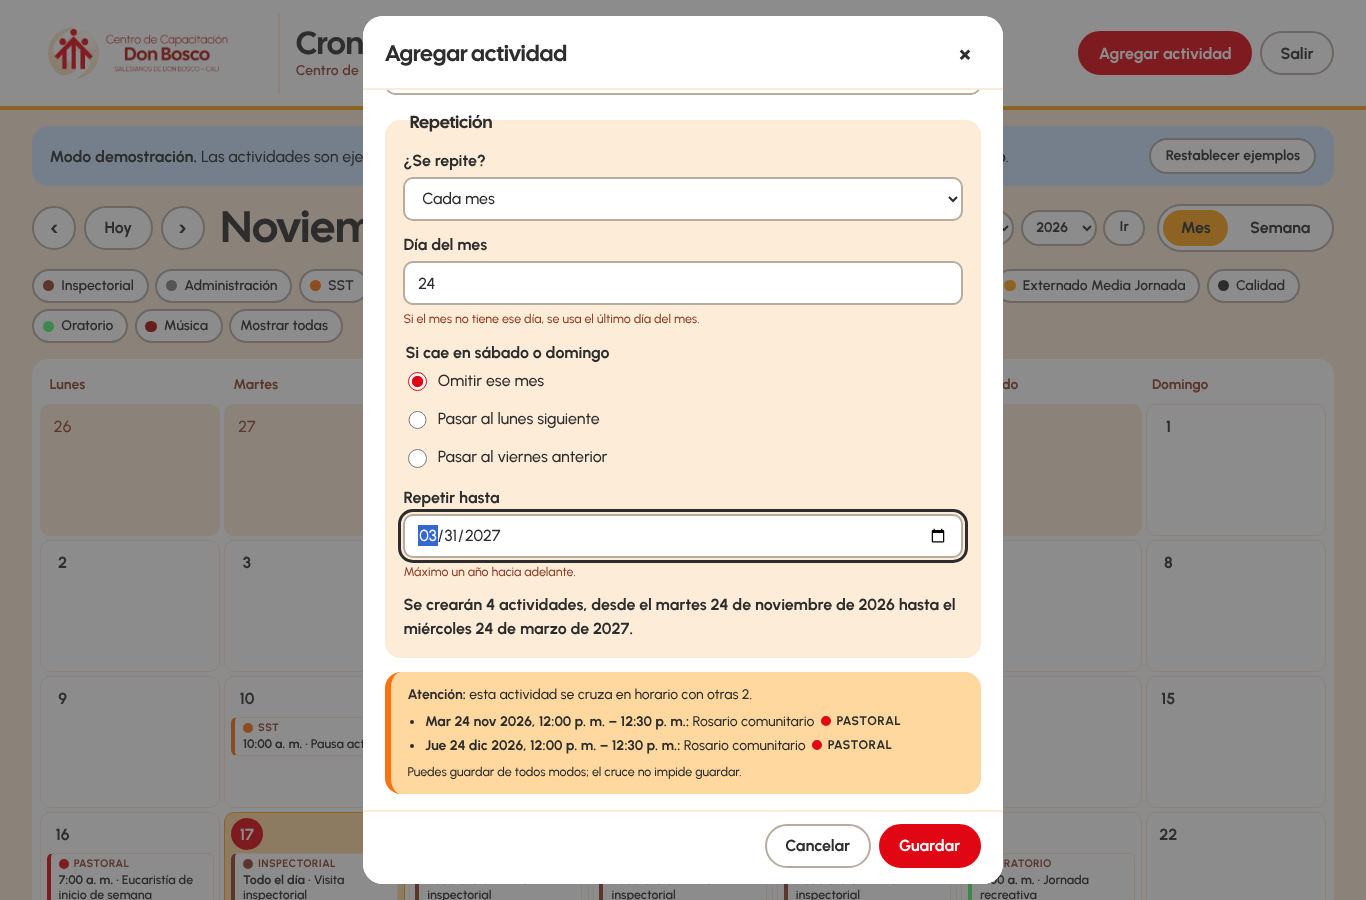 Centro de Capacitación
Don Bosco
SALESIANOS DE DON BOSCO • CALI
Cron
Centro de
Agregar actividad
Salir
Modo demostración. Las actividades son eje
Restablecer ejemplos
‹
Hoy
›
Noviem
2026
Ir
Mes
Semana
Inspectorial
Administración
SST
Externado Media Jornada
Calidad
Oratorio
Música
Mostrar todas
Lunes
Martes
do
Domingo
26
27
1
2
3
8
9
10
SST
10:00 a. m. · Pausa act
15
16
PASTORAL
7:00 a. m. · Eucaristía de
inicio de semana
17
INSPECTORIAL
Todo el día · Visita
inspectorial
inspectorial
inspectorial
inspectorial
RATORIO
00 a. m. · Jornada
recreativa
22
Agregar actividad
×
Repetición
¿Se repite?
Cada mes
Día del mes
24
Si el mes no tiene ese día, se usa el último día del mes.
Si cae en sábado o domingo
Omitir ese mes
Pasar al lunes siguiente
Pasar al viernes anterior
Repetir hasta
03/31/2027
Máximo un año hacia adelante.
Se crearán 4 actividades, desde el martes 24 de noviembre de 2026 hasta el
miércoles 24 de marzo de 2027.
Atención: esta actividad se cruza en horario con otras 2.
• Mar 24 nov 2026, 12:00 p. m. – 12:30 p. m.: Rosario comunitario PASTORAL
• Jue 24 dic 2026, 12:00 p. m. – 12:30 p. m.: Rosario comunitario PASTORAL
Puedes guardar de todos modos; el cruce no impide guardar.
Cancelar
Guardar